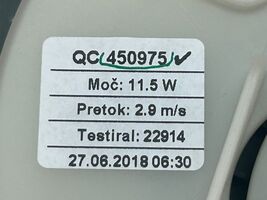 QC(450975)✔
Moč: 11.5 W
Pretok: 2.9 m/s
Testiral: 22914
27.06.2018 06:30